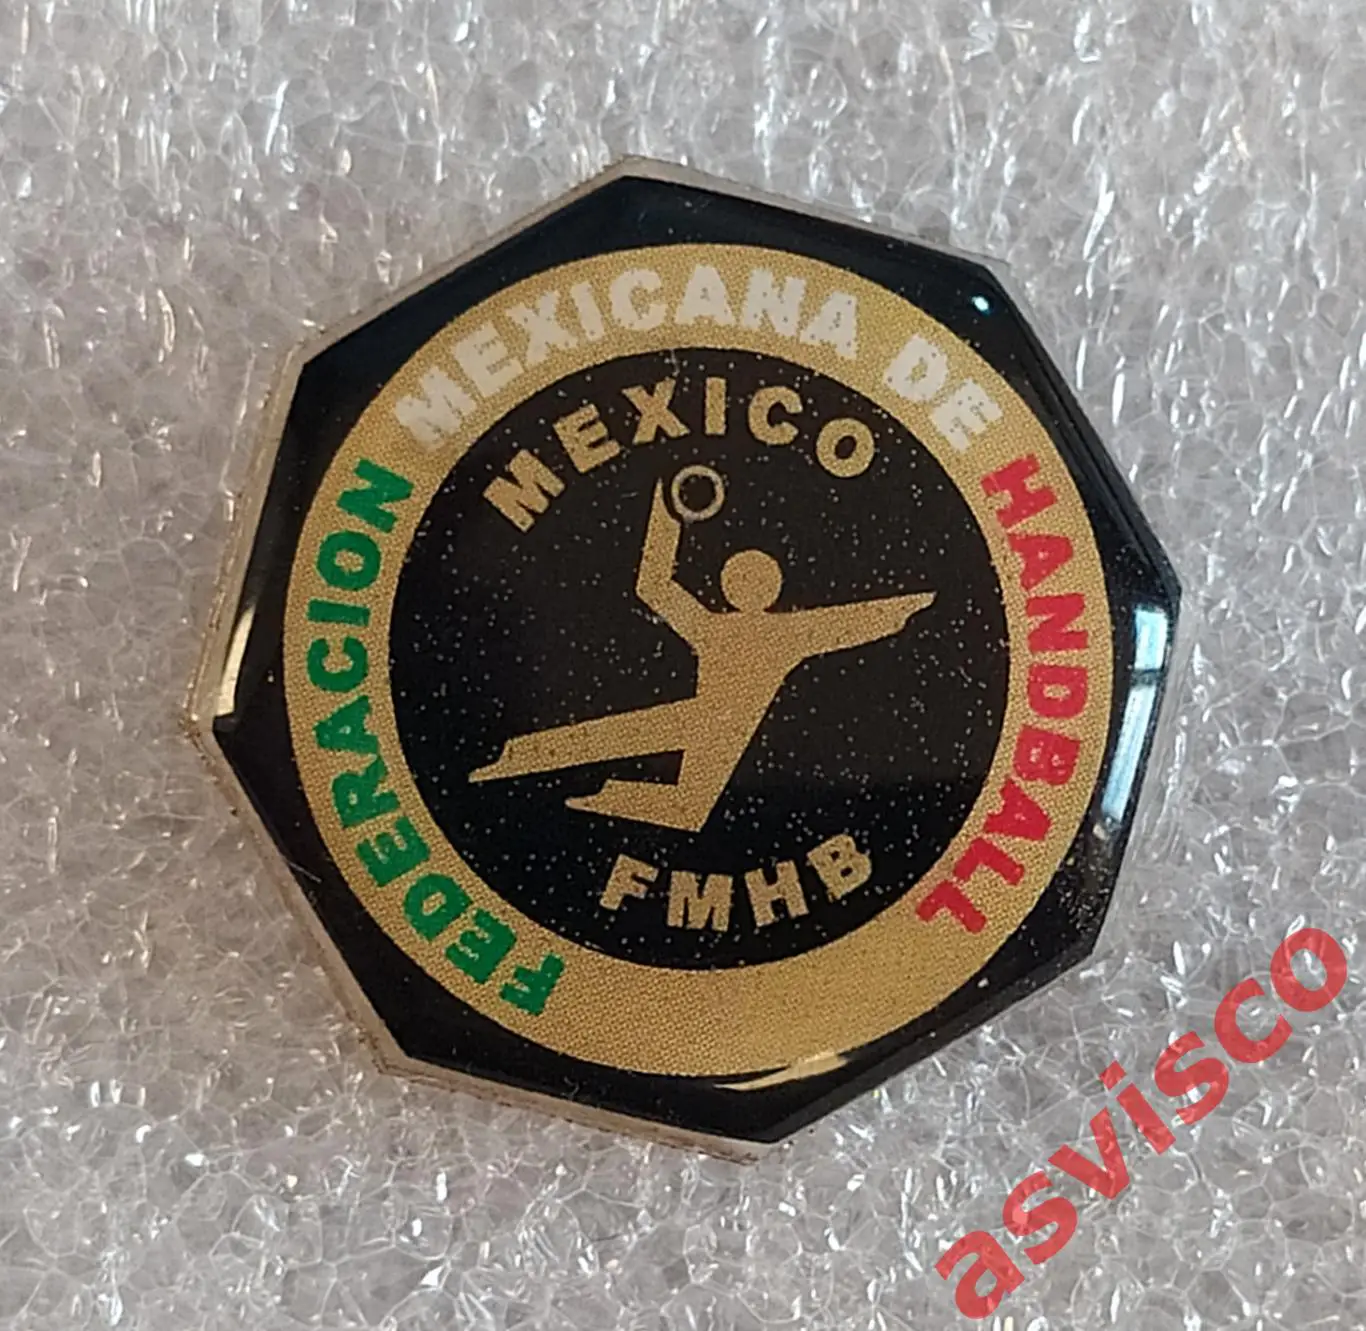 FEDERACION MEXICANA DE HANDBALL
MEXICO
FMHB
asvisco